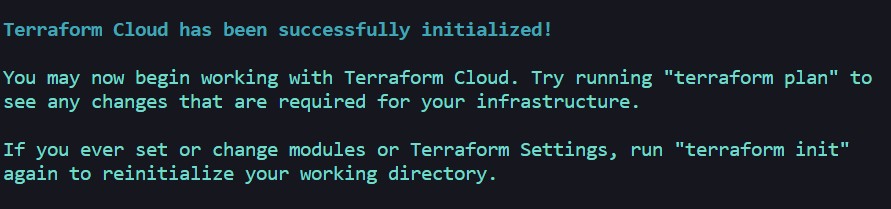 Terraform Cloud has been successfully initialized!
You may now begin working with Terraform Cloud. Try running "terraform plan" to
see any changes that are required for your infrastructure.
If you ever set or change modules or Terraform Settings, run "terraform init"
again to reinitialize your working directory.